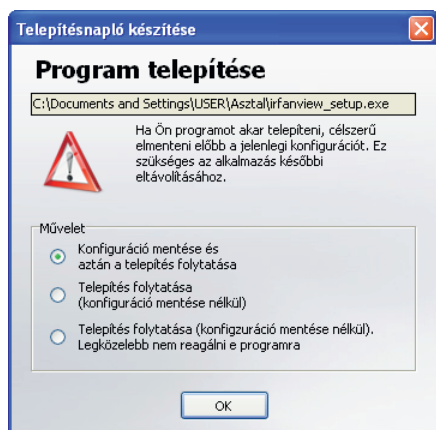 Telepítésnapló készítése
Program telepítése
C:\Documents and Settings\USER\Asztal\irfanview_setup.exe
Ha Ön programot akar telepíteni, célszerű
elmenteni előbb a jelenlegi konfigurációt. Ez
szükséges az alkalmazás későbbi
eltávolításához.
Művelet
Konfiguráció mentése és
aztán a telepítés folytatása
Telepítés folytatása
(konfiguráció mentése nélkül)
Telepítés folytatása (konfigzuráció mentése nélkül).
Legközelebb nem reagálni e programra
OK